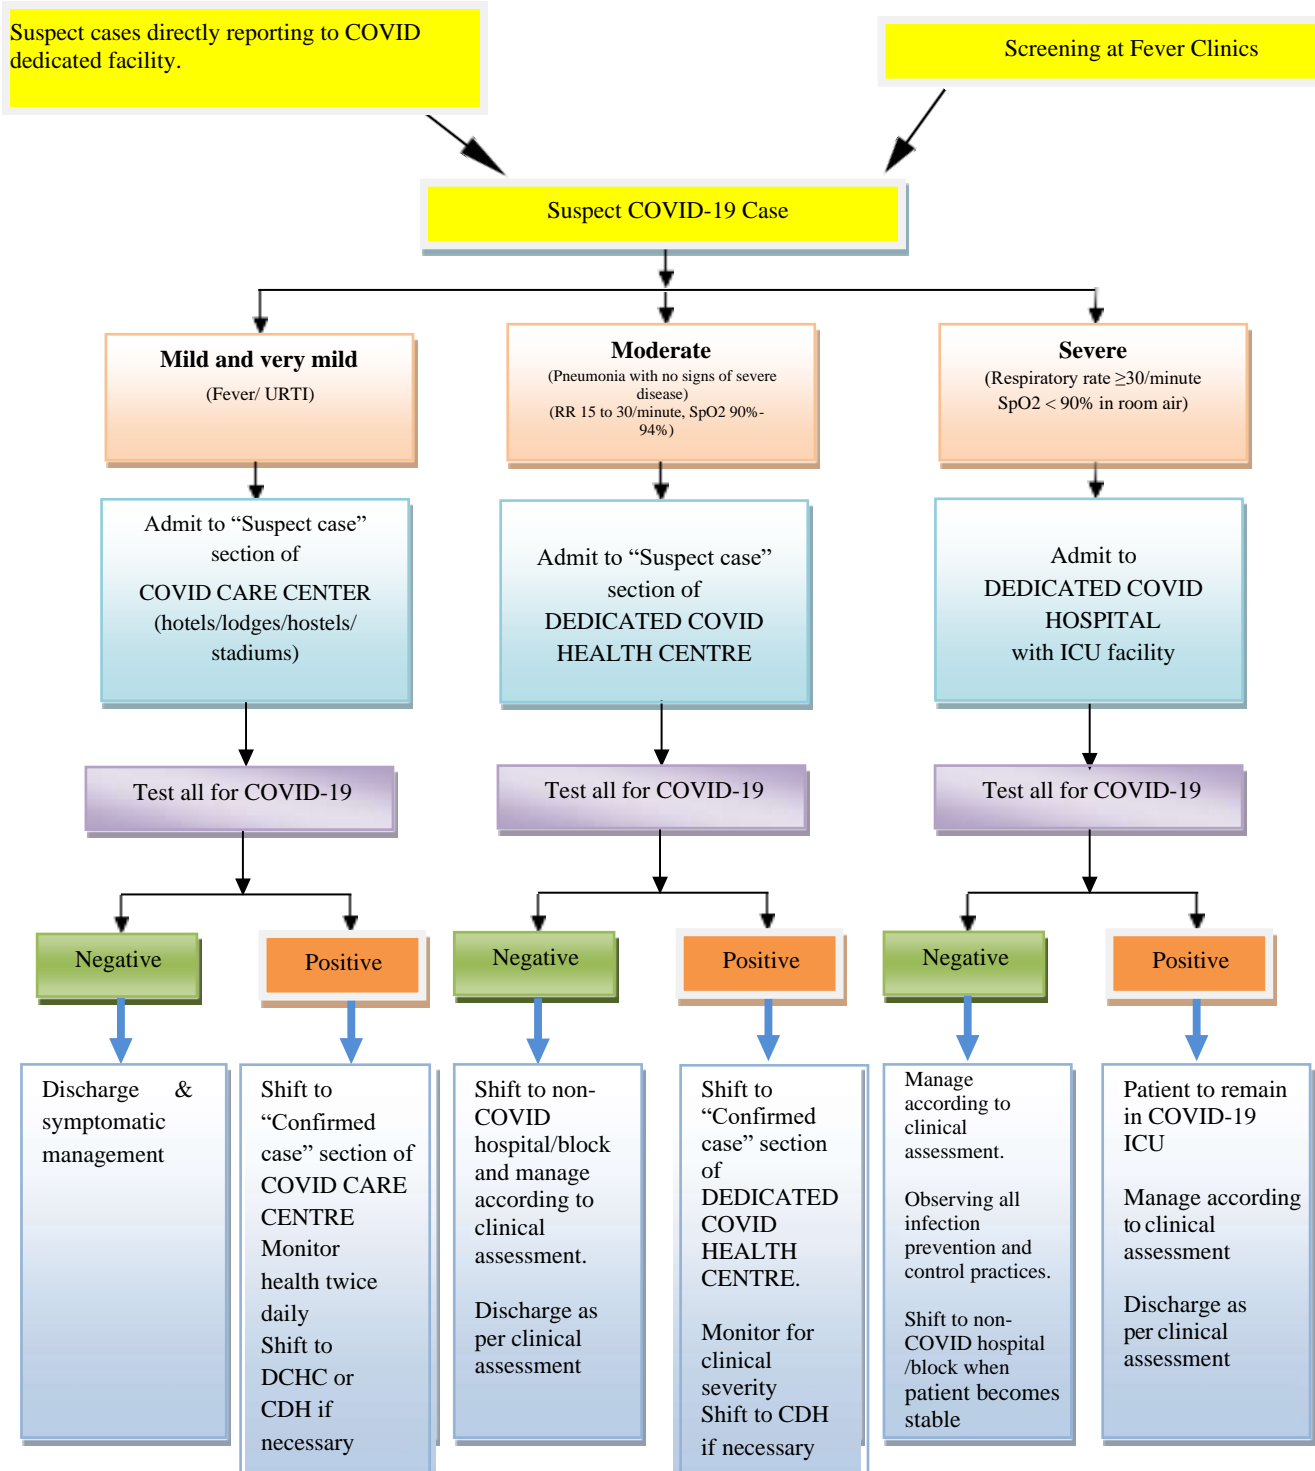 Suspect cases directly reporting to COVID
dedicated facility.
Screening at Fever Clinics
Suspect COVID-19 Case
Mild and very mild
(Fever/ URTI)
Moderate
(Pneumonia with no signs of severe
disease)
(RR 15 to 30/minute, SpO2 90%-
94%)
Severe
(Respiratory rate ≥30/minute
SpO2 < 90% in room air)
Admit to “Suspect case”
section of
COVID CARE CENTER
(hotels/lodges/hostels/
stadiums)
Admit to “Suspect case”
section of
DEDICATED COVID
HEALTH CENTRE
Admit to
DEDICATED COVID
HOSPITAL
with ICU facility
Test all for COVID-19
Test all for COVID-19
Test all for COVID-19
Negative
Positive
Negative
Positive
Negative
Positive
Discharge &
symptomatic
management
Shift to
“Confirmed
case” section of
COVID CARE
CENTRE
Monitor
health twice
daily
Shift to
DCHC or
CDH if
necessary
Shift to non-
COVID
hospital/block
and manage
according to
clinical
assessment.
Discharge as
per clinical
assessment
Shift to
“Confirmed
case” section
of
DEDICATED
COVID
HEALTH
CENTRE.
Monitor for
clinical
severity
Shift to CDH
if necessary
Manage
according to
clinical
assessment.
Observing all
infection
prevention and
control practices.
Shift to non-
COVID hospital
/block when
patient becomes
stable
Patient to remain
in COVID-19
ICU
Manage according
to clinical
assessment
Discharge as
per clinical
assessment